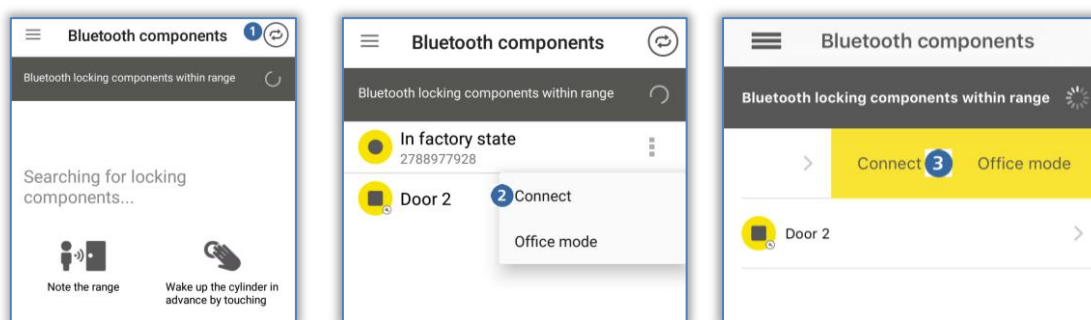 Bluetooth components 1
Bluetooth locking components within range
Searching for locking
components...
Note the range
Wake up the cylinder in
advance by touching
Bluetooth components
Bluetooth locking components within range
In factory state
2788977928
Door 2
2 Connect
Office mode
Bluetooth components
Bluetooth locking components within range
Connect 3 Office mode
Door 2